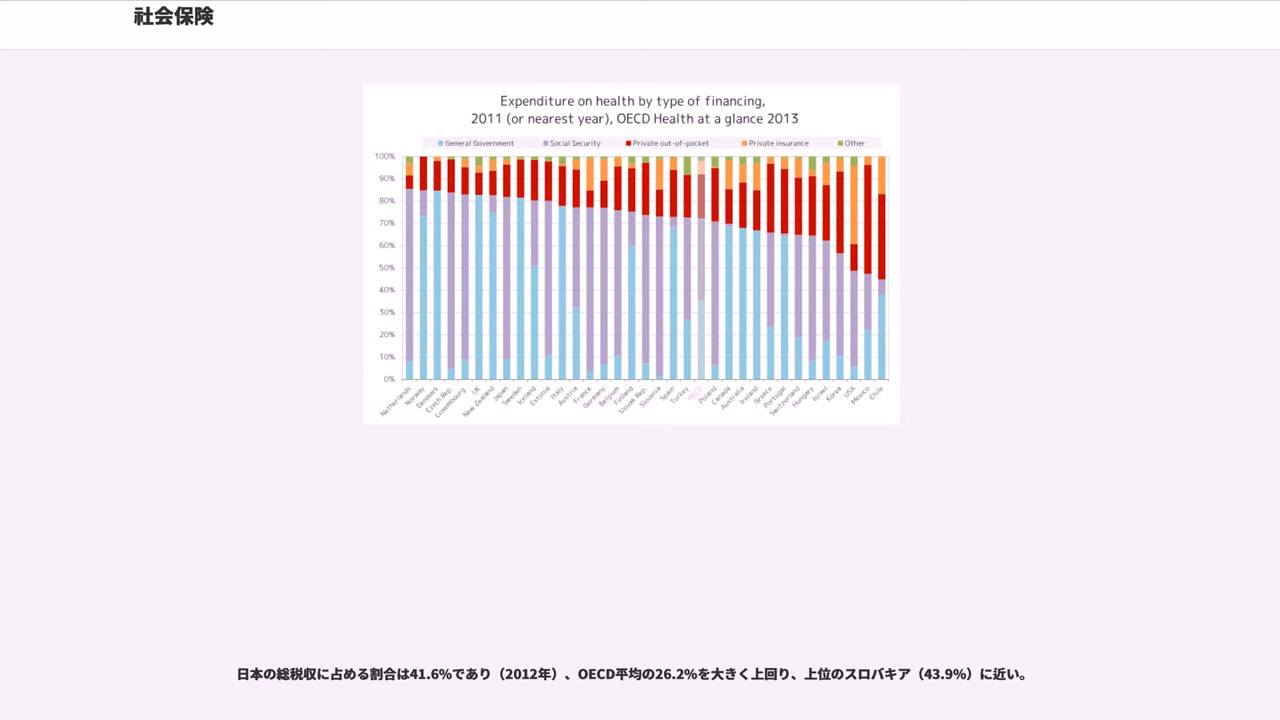 社会保険
Expenditure on health by type of financing,
2011 (or nearest year), OECD Health at a glance 2013
General Government Social Security Private out-of-pocket Private insurance Other
100%
90%
80%
70%
60%
50%
40%
30%
20%
10%
0%
Netherlands Norway Denmark Czech Rep. Luxembourg UK New Zealand Japan Sweden Iceland Estonia Italy Austria France Germany Belgium Finland Slovak Rep. Slovenia Spain Turkey OECD Poland Canada Australia Ireland Greece Portugal Switzerland Hungary Israel Korea USA Mexico Chile
日本の総税収に占める割合は41.6%であり（2012年）、OECD平均の26.2%を大きく上回り、上位のスロバキア（43.9%）に近い。